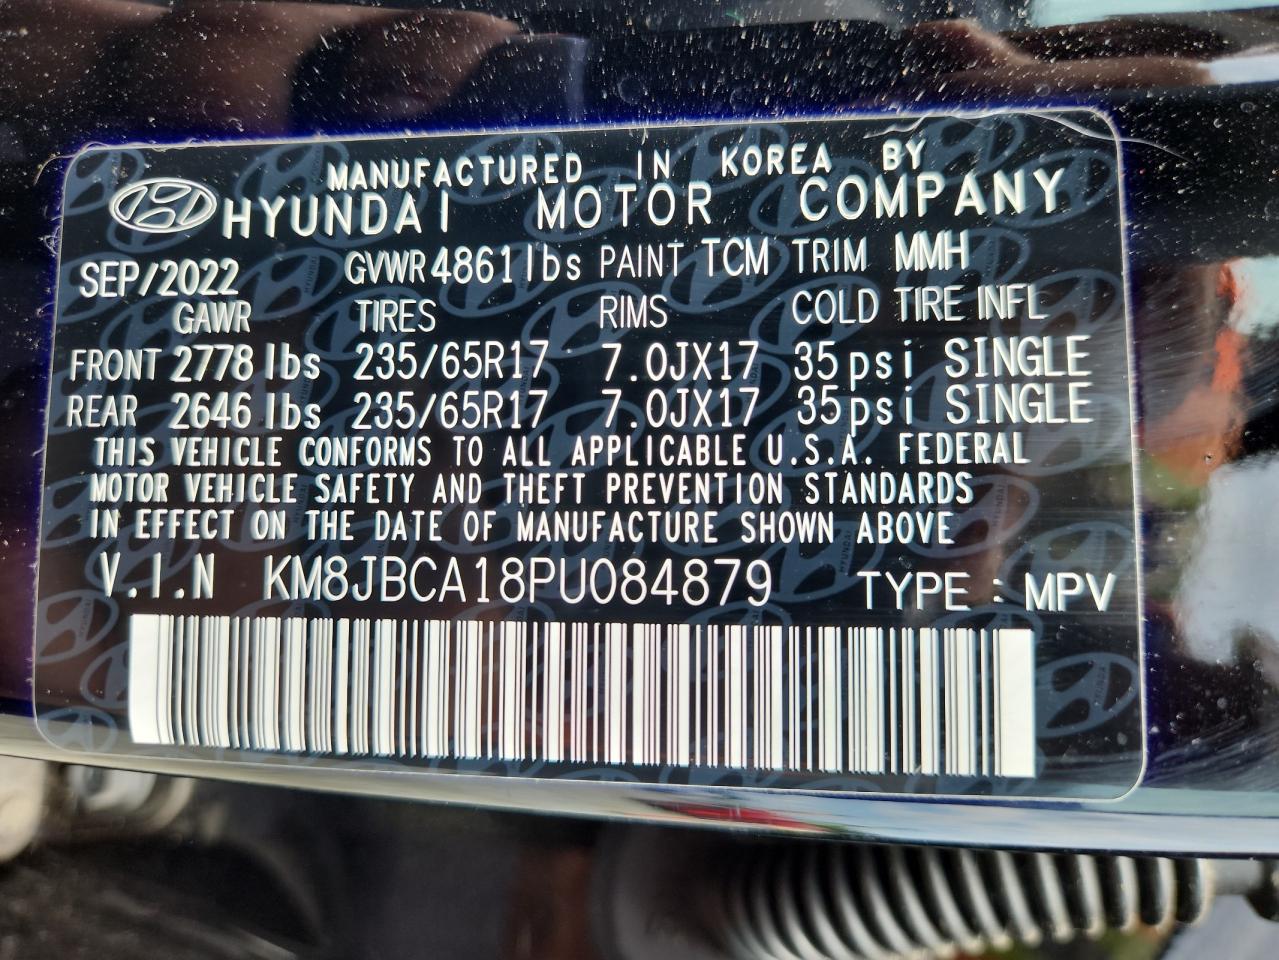 MANUFACTURED IN KOREA BY
HYUNDAI MOTOR COMPANY
SEP/2022 GVWR 4861 lbs PAINT TCM TRIM MMH
GAWR TIRES RIMS COLD TIRE INFL
FRONT 2778 lbs 235/65R17 7.0JX17 35psi SINGLE
REAR 2646 lbs 235/65R17 7.0JX17 35psi SINGLE
THIS VEHICLE CONFORMS TO ALL APPLICABLE U.S.A. FEDERAL
MOTOR VEHICLE SAFETY AND THEFT PREVENTION STANDARDS
IN EFFECT ON THE DATE OF MANUFACTURE SHOWN ABOVE
V.I.N KM8JBCA18PU084879 TYPE : MPV